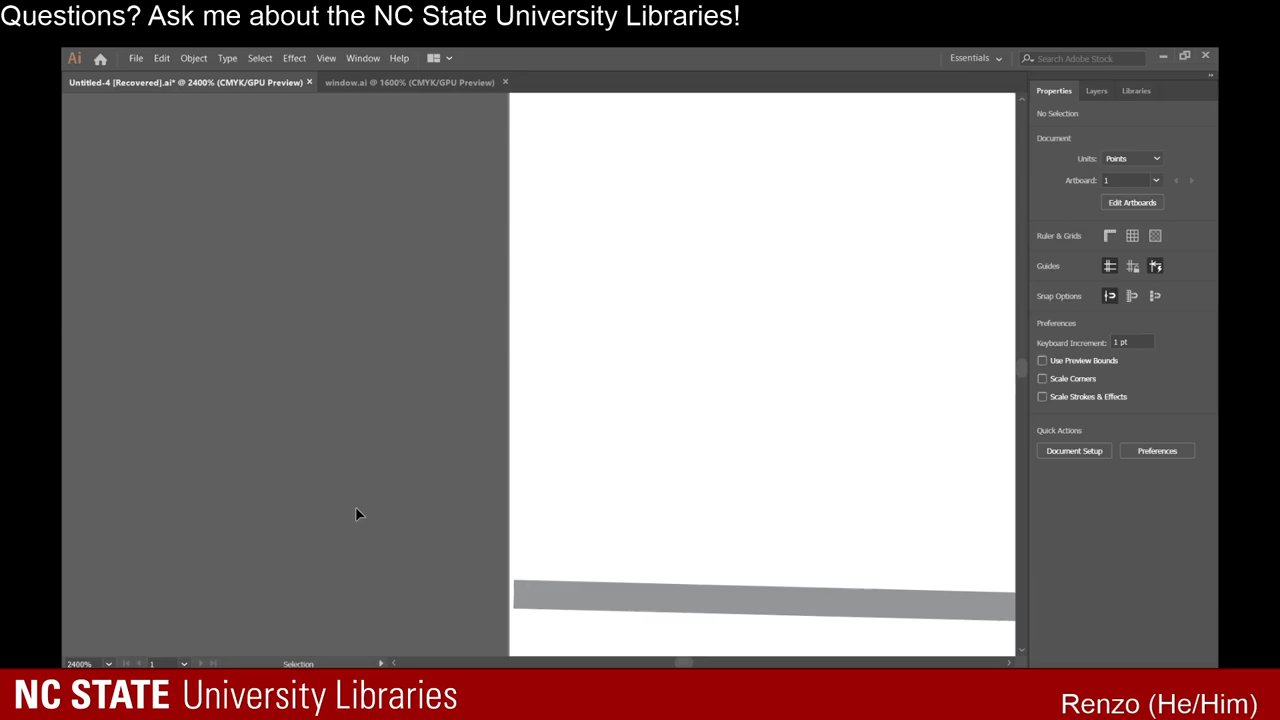 Questions? Ask me about the NC State University Libraries!
Ai File Edit Object Type Select Effect View Window Help
Essentials
Search Adobe Stock
Untitled-4 [Recovered].ai* @ 2400% (CMYK/GPU Preview) ×
window.ai @ 1600% (CMYK/GPU Preview) ×
Properties Layers Libraries
No Selection
Document
Units: Points
Artboard: 1
Edit Artboards
Ruler & Grids
Guides
Snap Options
Preferences
Keyboard Increment: 1 pt
Use Preview Bounds
Scale Corners
Scale Strokes & Effects
Quick Actions
Document Setup Preferences
2400% 1 Selection
NC STATE University Libraries
Renzo (He/Him)